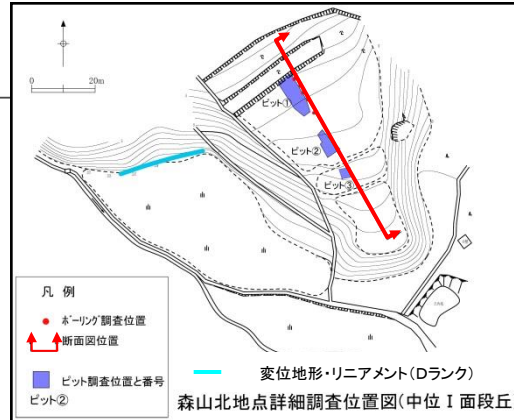 0 20m
ピット①
ピット②
ピット③
凡 例
ボーリング調査位置
断面図位置
ピット調査位置と番号
ピット②
変位地形・リニアメント(Dランク)
森山北地点詳細調査位置図(中位Ⅰ面段丘